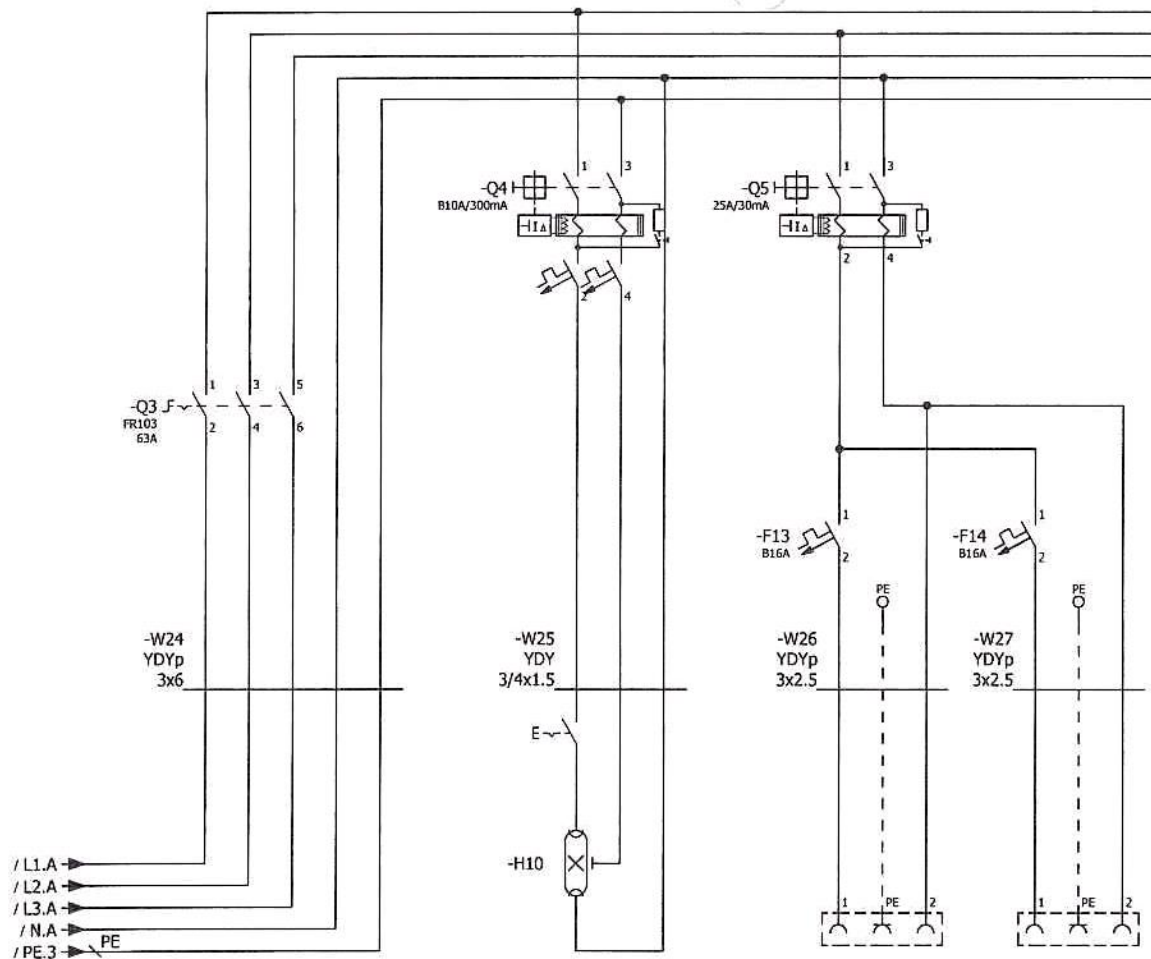 1
3
-Q4
B10A/300mA
I Δ
2
4
1
3
-Q5
25A/30mA
I Δ
2
4
1
3
5
-Q3
FR103
63A
2
4
6
1
-F13
B16A
2
1
-F14
B16A
2
PE
PE
-W24
YDYp
3x6
-W25
YDY
3/4x1.5
-W26
YDYp
3x2.5
-W27
YDYp
3x2.5
E
-H10
/ L1.A
/ L2.A
/ L3.A
/ N.A
/ PE.3
PE
1
PE
2
1
PE
2